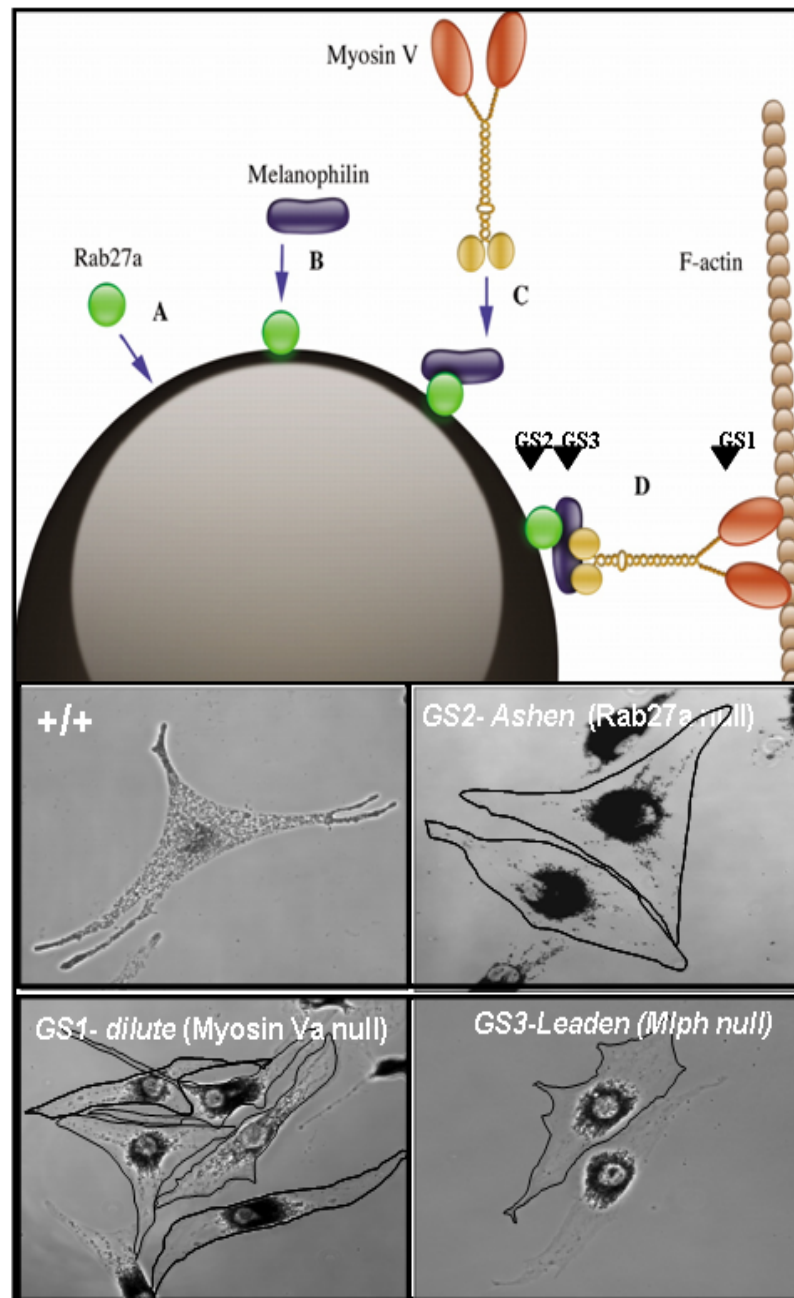 Myosin V
Melanophilin
Rab27a
B
F-actin
A
C
GS2 GS3 GS1
D
+/+
GS2- Ashen (Rab27a null)
GS1- dilute (Myosin Va null)
GS3-Leaden (Mlph null)